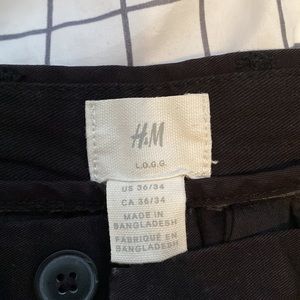 H&M
L.O.G.G.
US 36/34
CA 36/34
MADE IN
BANGLADESH
FABRIQUÉ EN
BANGLADESH